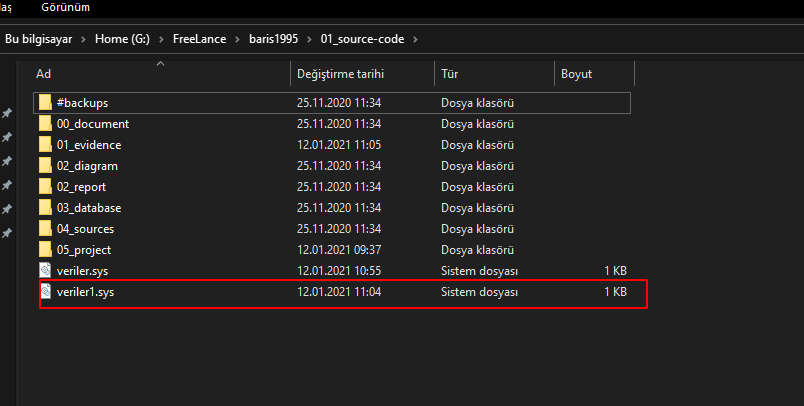 laş Görünüm
Bu bilgisayar > Home (G:) > FreeLance > baris1995 > 01_source-code >
Ad Değiştirme tarihi Tür Boyut
#backups 25.11.2020 11:34 Dosya klasörü
00_document 25.11.2020 11:34 Dosya klasörü
01_evidence 12.01.2021 11:05 Dosya klasörü
02_diagram 25.11.2020 11:34 Dosya klasörü
02_report 25.11.2020 11:34 Dosya klasörü
03_database 25.11.2020 11:34 Dosya klasörü
04_sources 25.11.2020 11:34 Dosya klasörü
05_project 12.01.2021 09:37 Dosya klasörü
veriler.sys 12.01.2021 10:55 Sistem dosyası 1 KB
veriler1.sys 12.01.2021 11:04 Sistem dosyası 1 KB